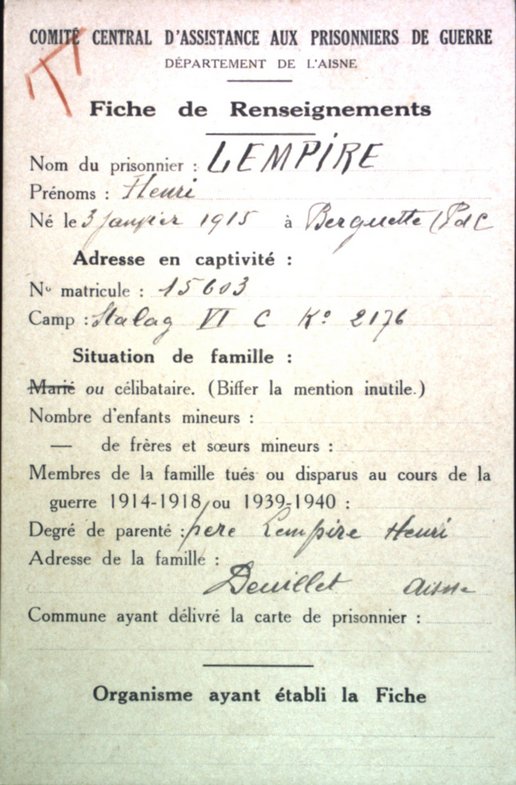 COMITÉ CENTRAL D'ASSISTANCE AUX PRISONNIERS DE GUERRE
DÉPARTEMENT DE L'AISNE
Fiche de Renseignements
Nom du prisonnier : LEMPIRE
Prénoms : Henri
Né le 3 janvier 1915 à Berguette (PdC
Adresse en captivité :
No matricule : 15603
Camp : Stalag VI C Ko 2176
Situation de famille :
Marié ou célibataire. (Biffer la mention inutile.)
Nombre d'enfants mineurs :
— de frères et sœurs mineurs :
Membres de la famille tués ou disparus au cours de la
guerre 1914-1918 ou 1939-1940 :
Degré de parenté : père Lempire Henri
Adresse de la famille :
Deuillet Aisne
Commune ayant délivré la carte de prisonnier :
Organisme ayant établi la Fiche